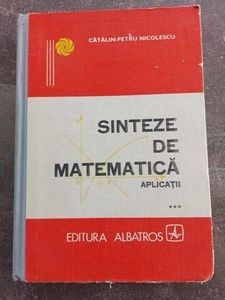 CĂTĂLIN-PETRU NICOLESCU
SINTEZE
DE
MATEMATICĂ
APLICAȚII
***
EDITURA ALBATROS